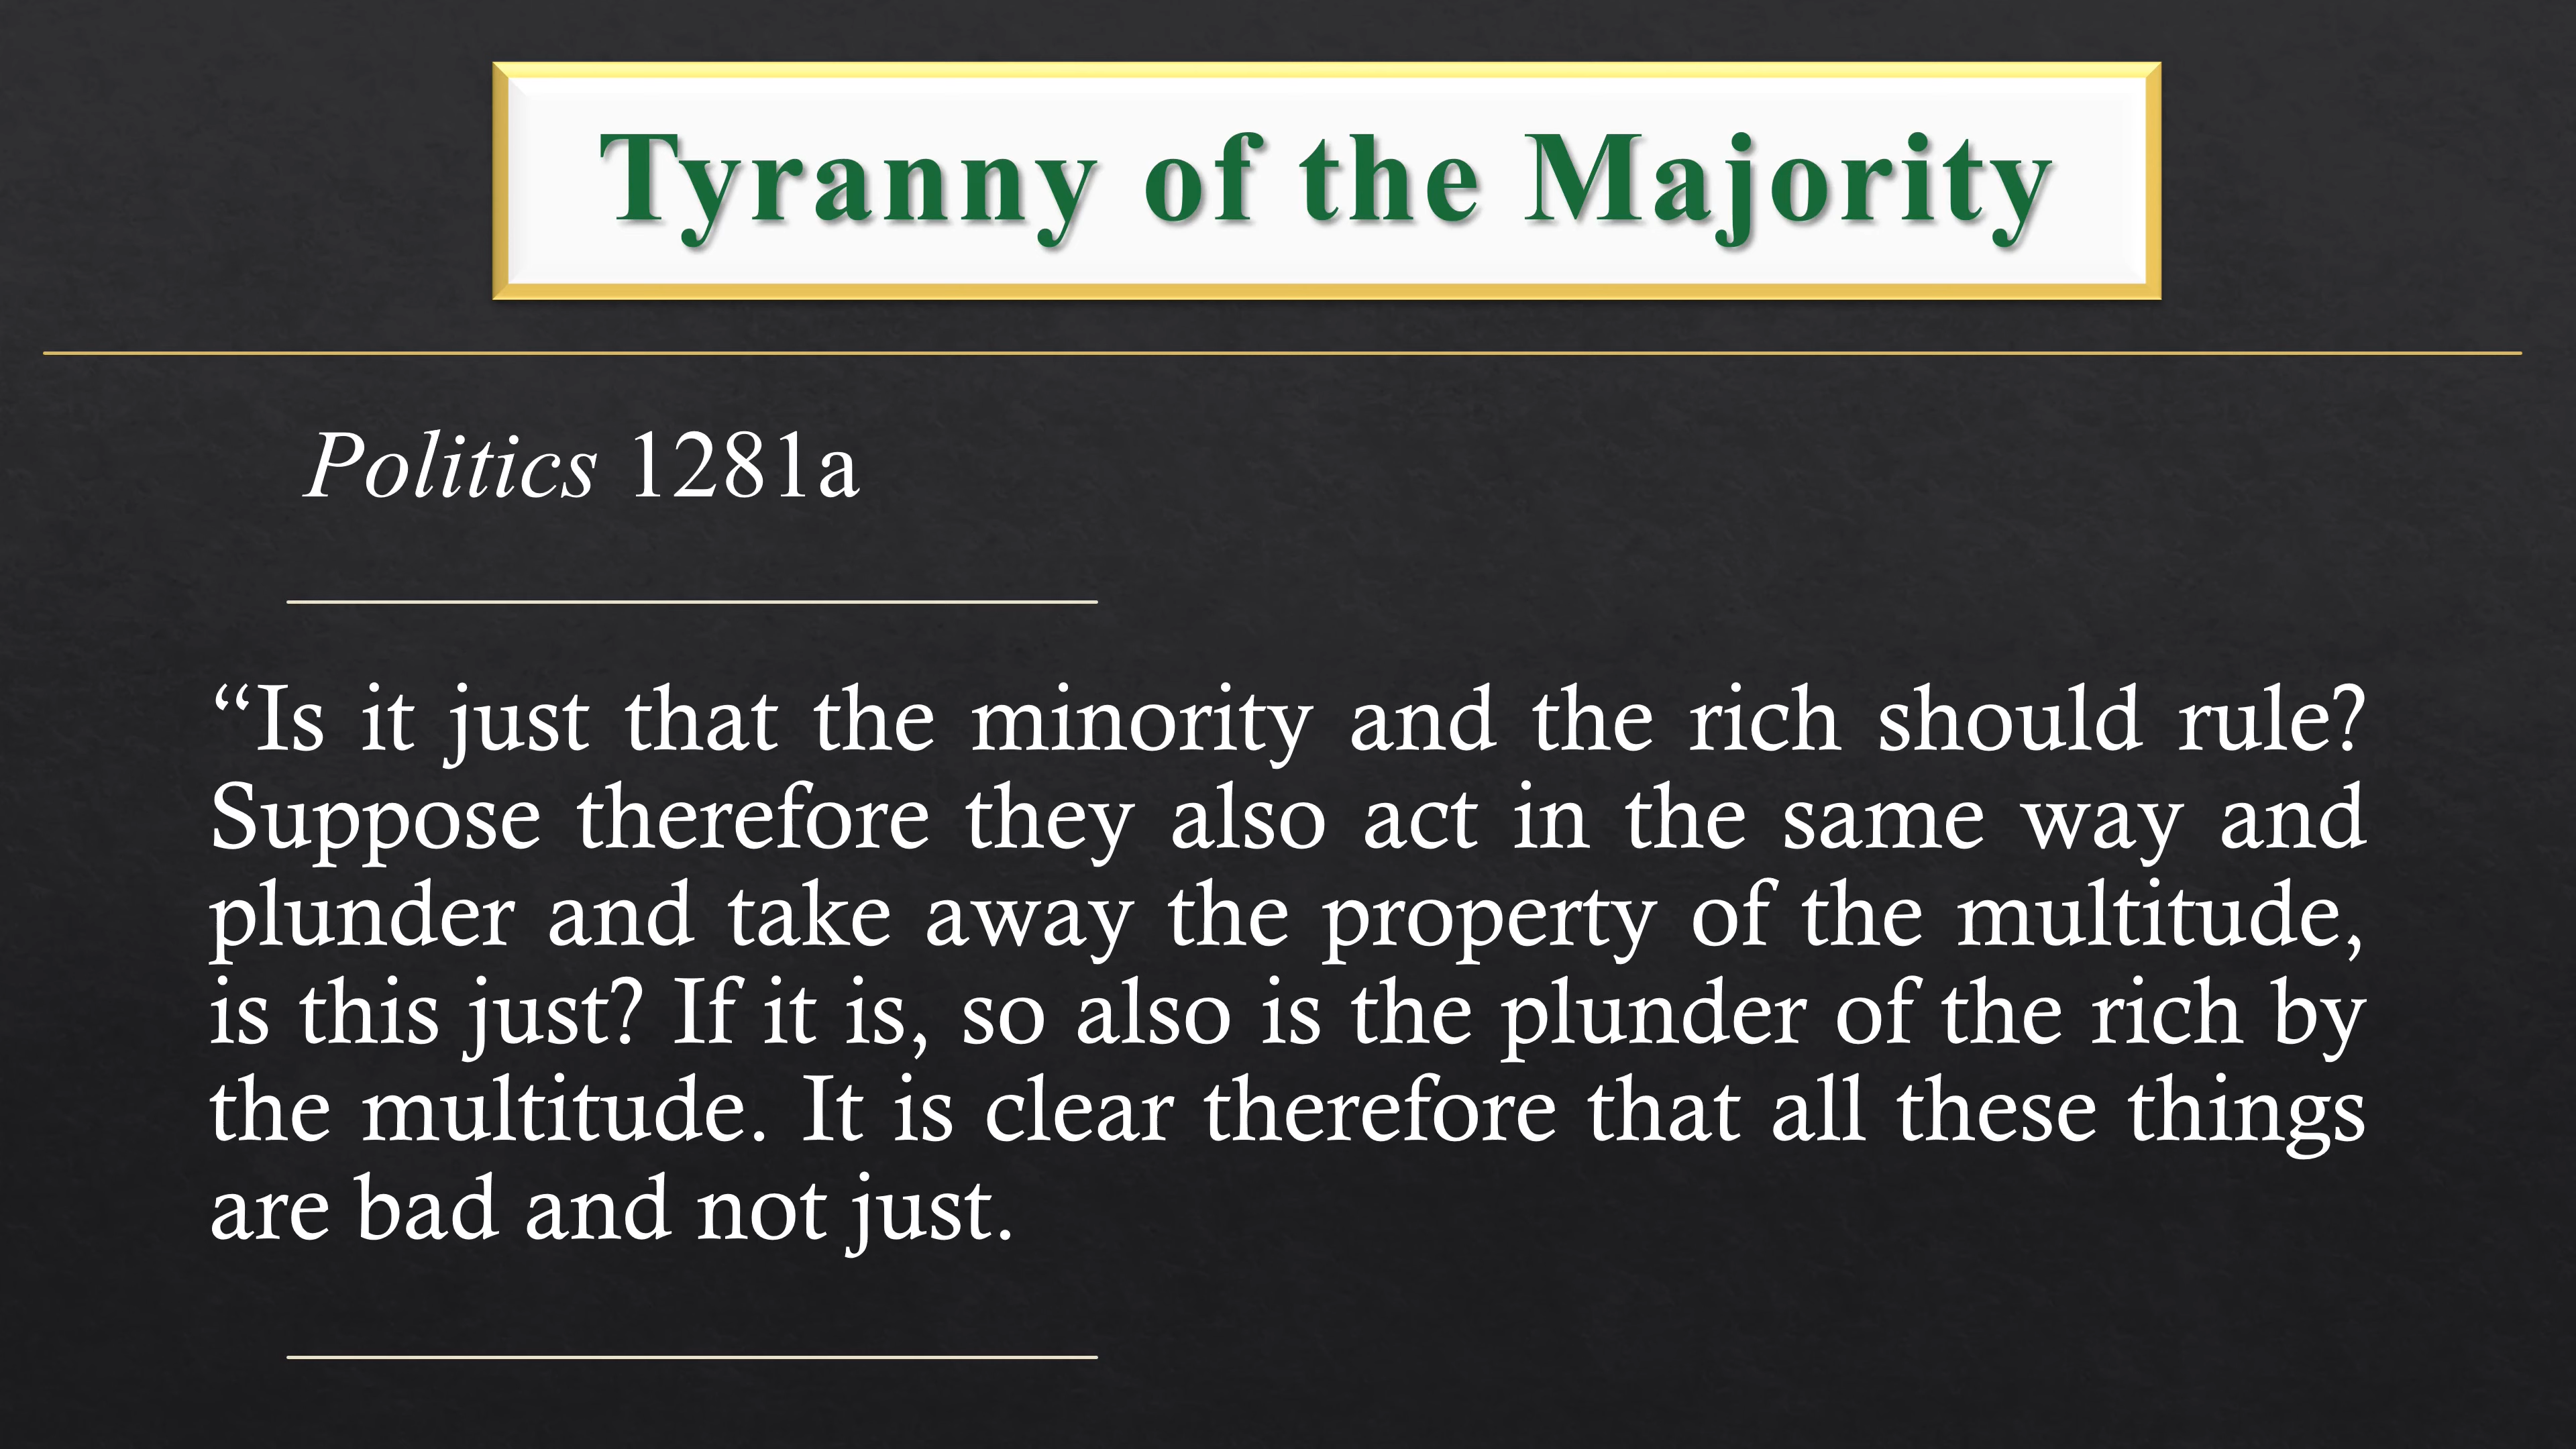 Tyranny of the Majority
Politics 1281a
“Is it just that the minority and the rich should rule?
Suppose therefore they also act in the same way and
plunder and take away the property of the multitude,
is this just? If it is, so also is the plunder of the rich by
the multitude. It is clear therefore that all these things
are bad and not just.